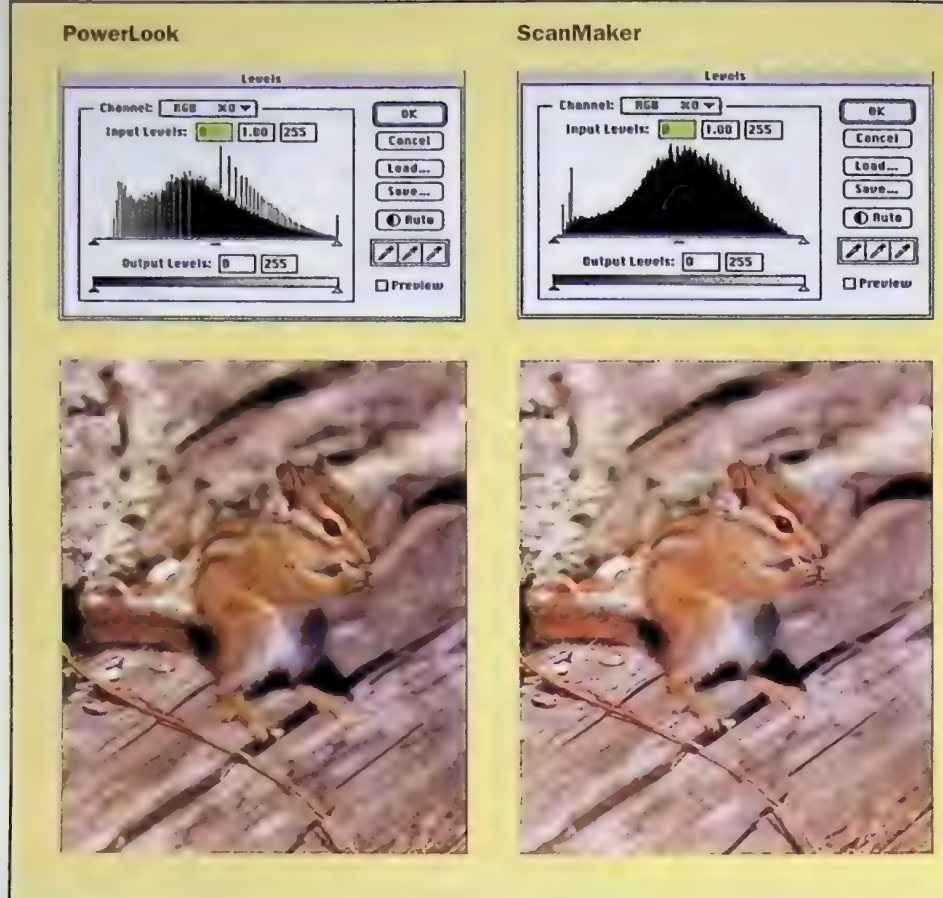 PowerLook
ScanMaker
Levels
Channel: RGB ⌘0
Input Levels: 0 1.00 255
Output Levels: 0 255
OK
Cancel
Load...
Save...
Auto
Preview
Levels
Channel: RGB ⌘0
Input Levels: 0 1.00 255
Output Levels: 0 255
OK
Cancel
Load...
Save...
Auto
Preview